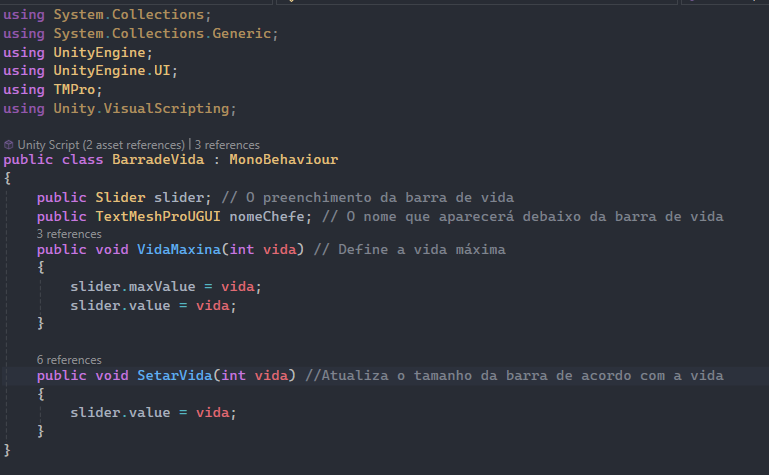 using System.Collections;
using System.Collections.Generic;
using UnityEngine;
using UnityEngine.UI;
using TMPro;
using Unity.VisualScripting;
Unity Script (2 asset references) | 3 references
public class BarradeVida : MonoBehaviour
{
public Slider slider; // O preenchimento da barra de vida
public TextMeshProUGUI nomeChefe; // O nome que aparecerá debaixo da barra de vida
3 references
public void VidaMaxina(int vida) // Define a vida máxima
{
slider.maxValue = vida;
slider.value = vida;
}
6 references
public void SetarVida(int vida) //Atualiza o tamanho da barra de acordo com a vida
{
slider.value = vida;
}
}